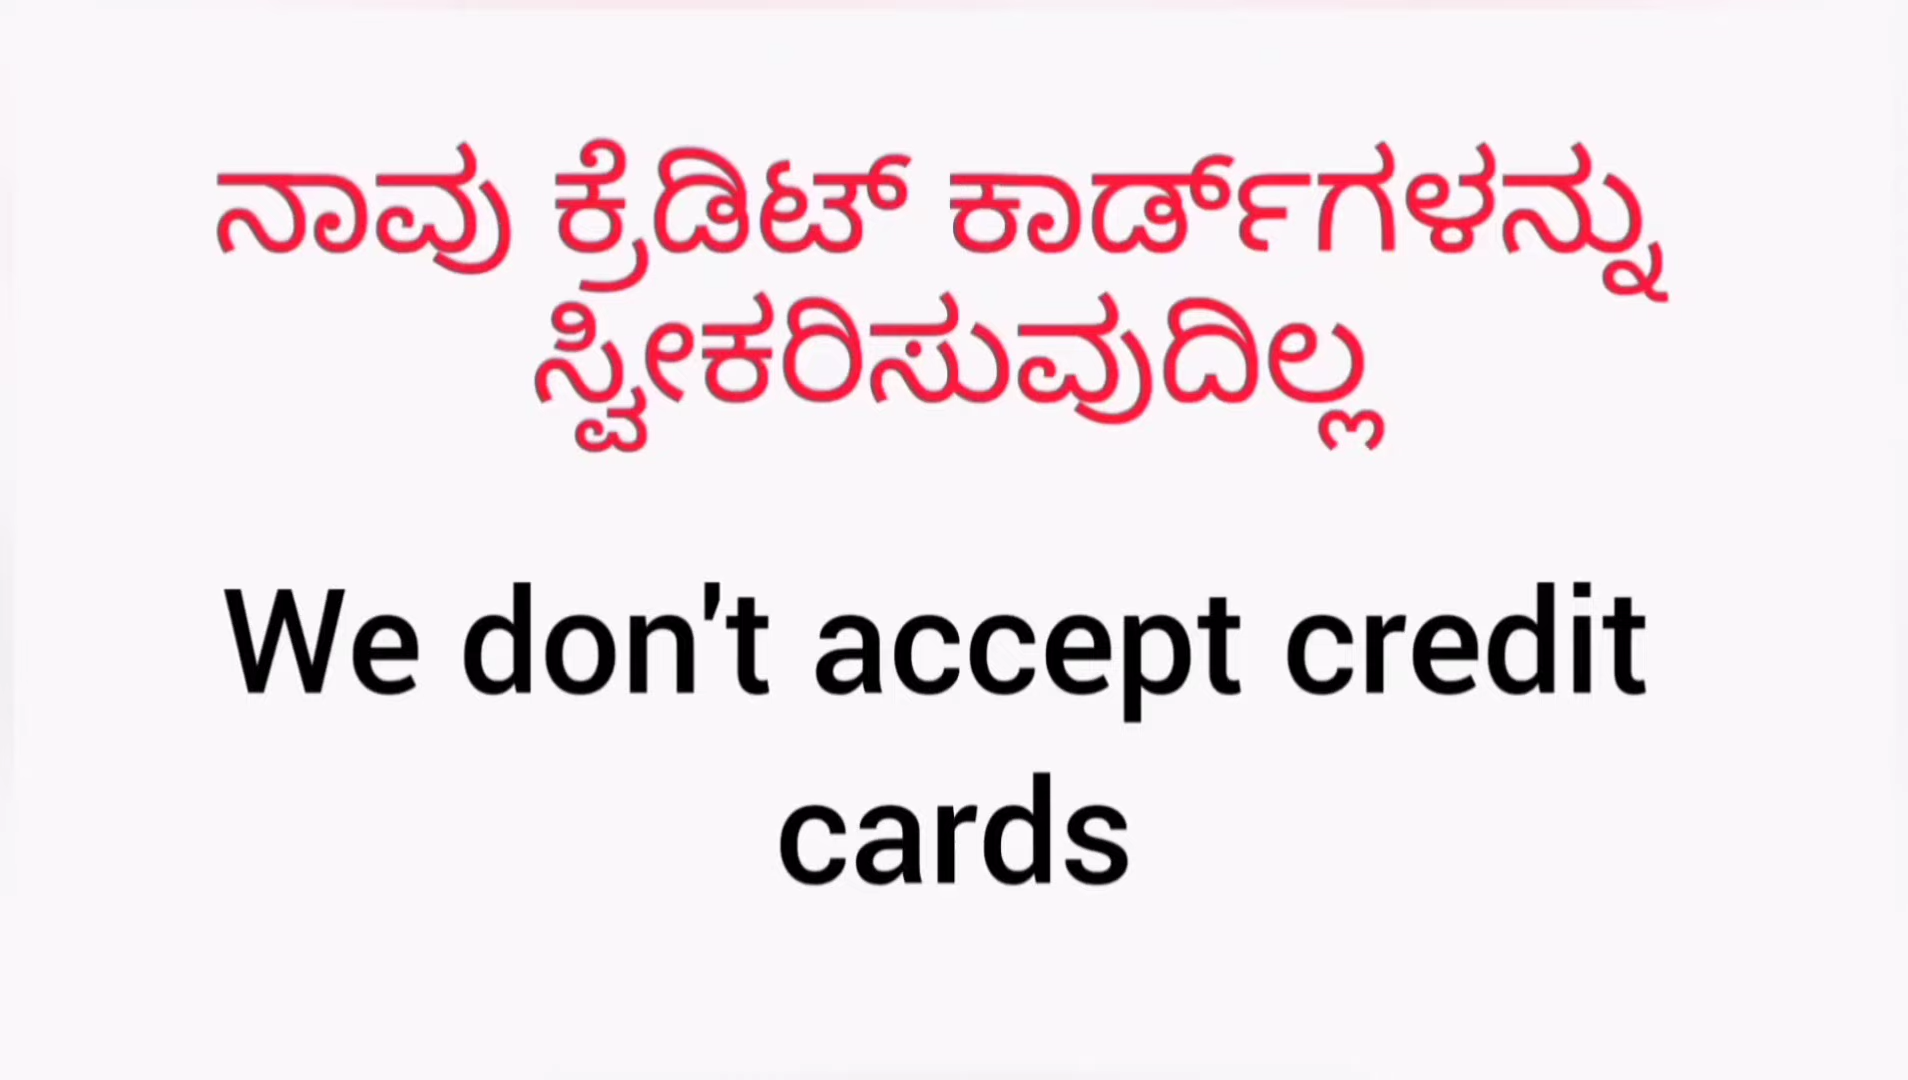 ನಾವು ಕ್ರೆಡಿಟ್ ಕಾರ್ಡ್‌ಗಳನ್ನು
ಸ್ವೀಕರಿಸುವುದಿಲ್ಲ
We don't accept credit
cards